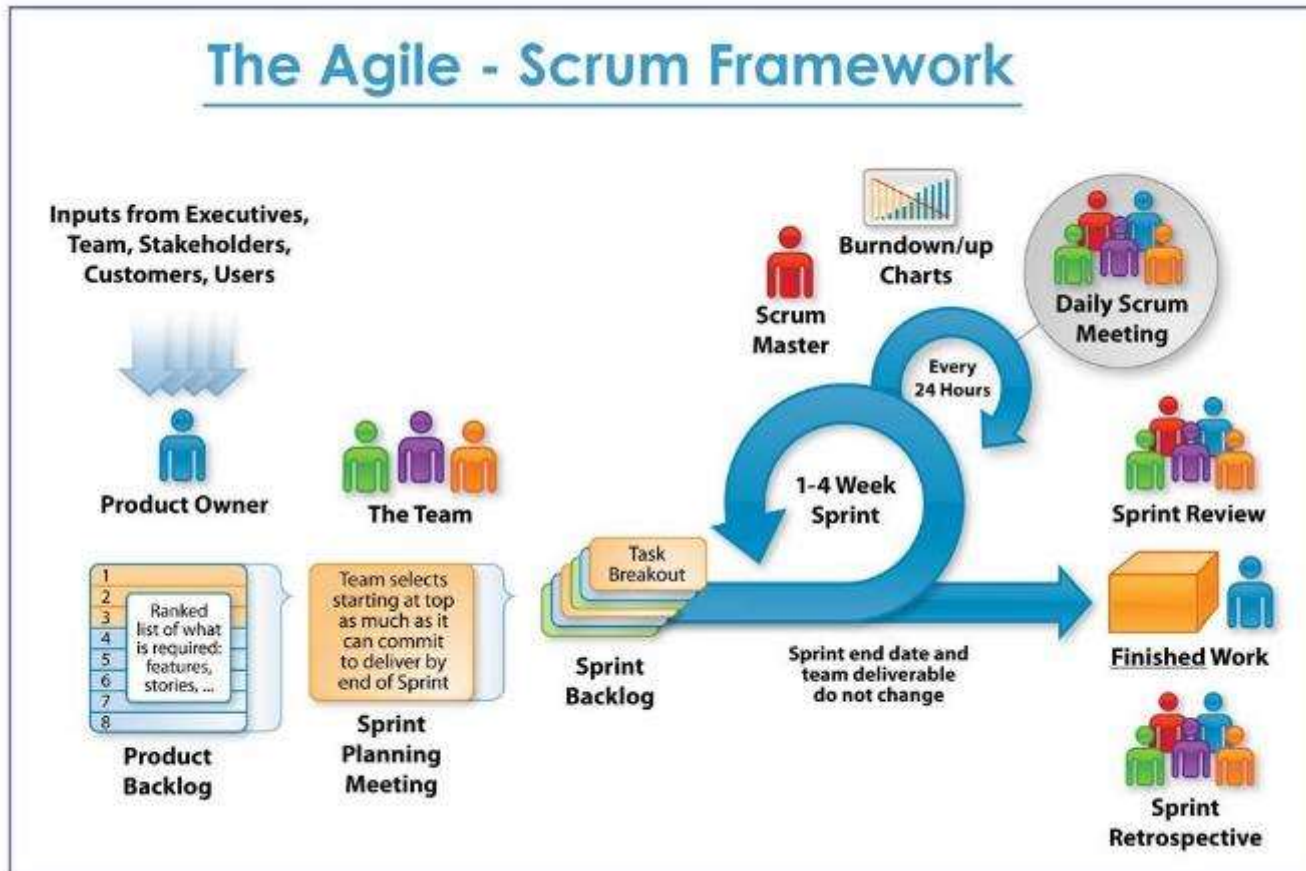 The Agile - Scrum Framework
Inputs from Executives,
Team, Stakeholders,
Customers, Users
Product Owner
The Team
1
2
3
4
5
6
7
8
Ranked
list of what
is required:
features,
stories, ...
Product
Backlog
Team selects
starting at top
as much as it
can commit
to deliver by
end of Sprint
Sprint
Planning
Meeting
Task
Breakout
Sprint
Backlog
Scrum
Master
Burndown/up
Charts
Every
24 Hours
Daily Scrum
Meeting
1-4 Week
Sprint
Sprint end date and
team deliverable
do not change
Sprint Review
Finished Work
Sprint
Retrospective